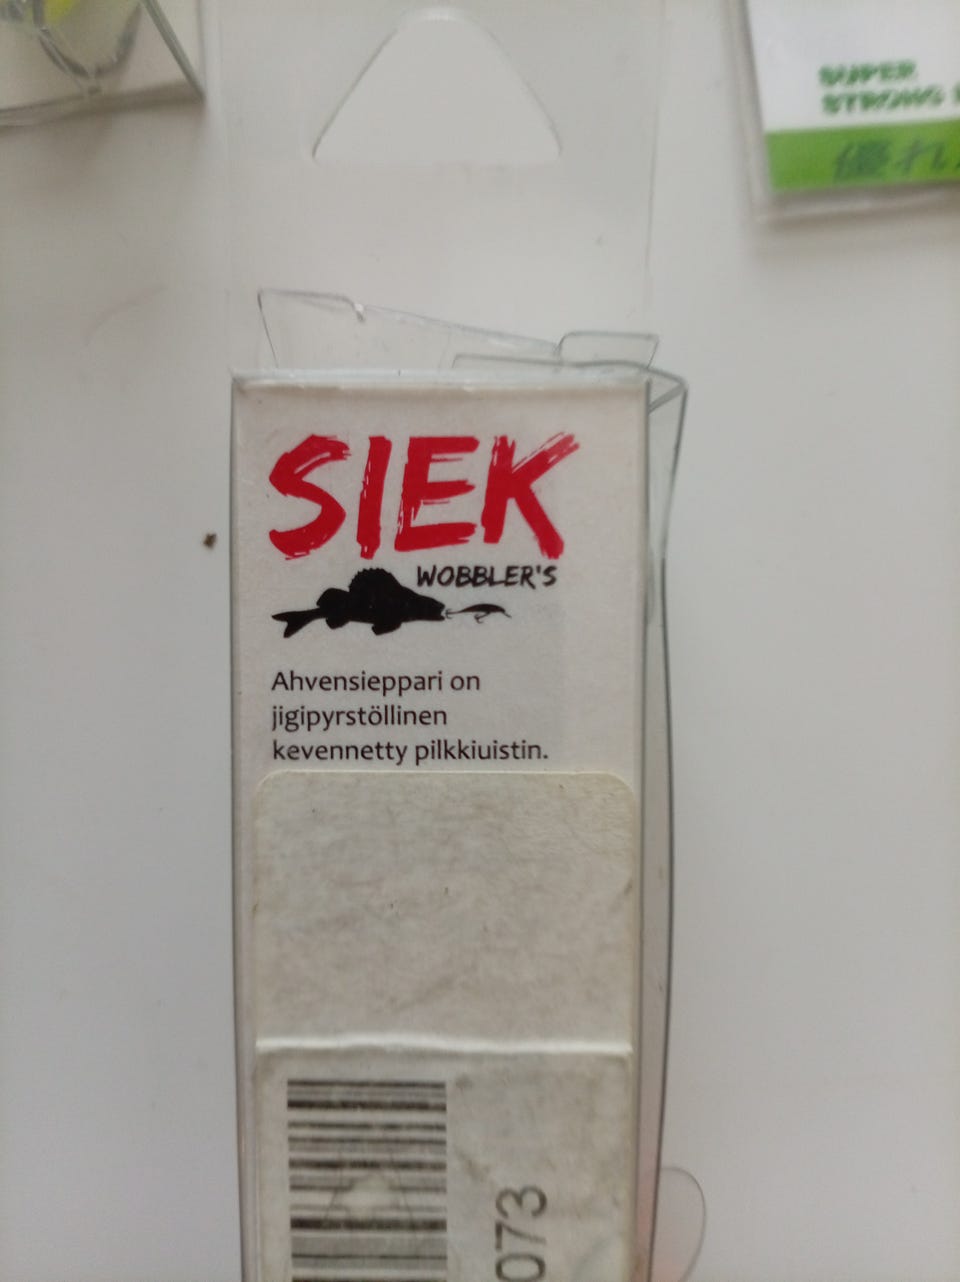 SUPER
STRONG
SIEK
WOBBLER'S
Ahvensieppari on
jigipyrstöllinen
kevennetty pilkkiuistin.
073